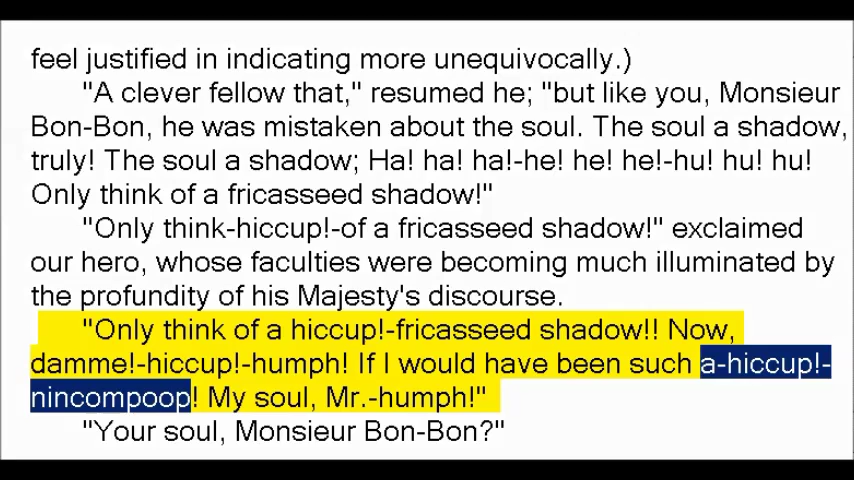 feel justified in indicating more unequivocally.)
"A clever fellow that," resumed he; "but like you, Monsieur
Bon-Bon, he was mistaken about the soul. The soul a shadow,
truly! The soul a shadow; Ha! ha! ha!-he! he! he!-hu! hu! hu!
Only think of a fricasseed shadow!"
"Only think-hiccup!-of a fricasseed shadow!" exclaimed
our hero, whose faculties were becoming much illuminated by
the profundity of his Majesty's discourse.
"Only think of a hiccup!-fricasseed shadow!! Now,
damme!-hiccup!-humph! If I would have been such a-hiccup!-
nincompoop! My soul, Mr.-humph!"
"Your soul, Monsieur Bon-Bon?"